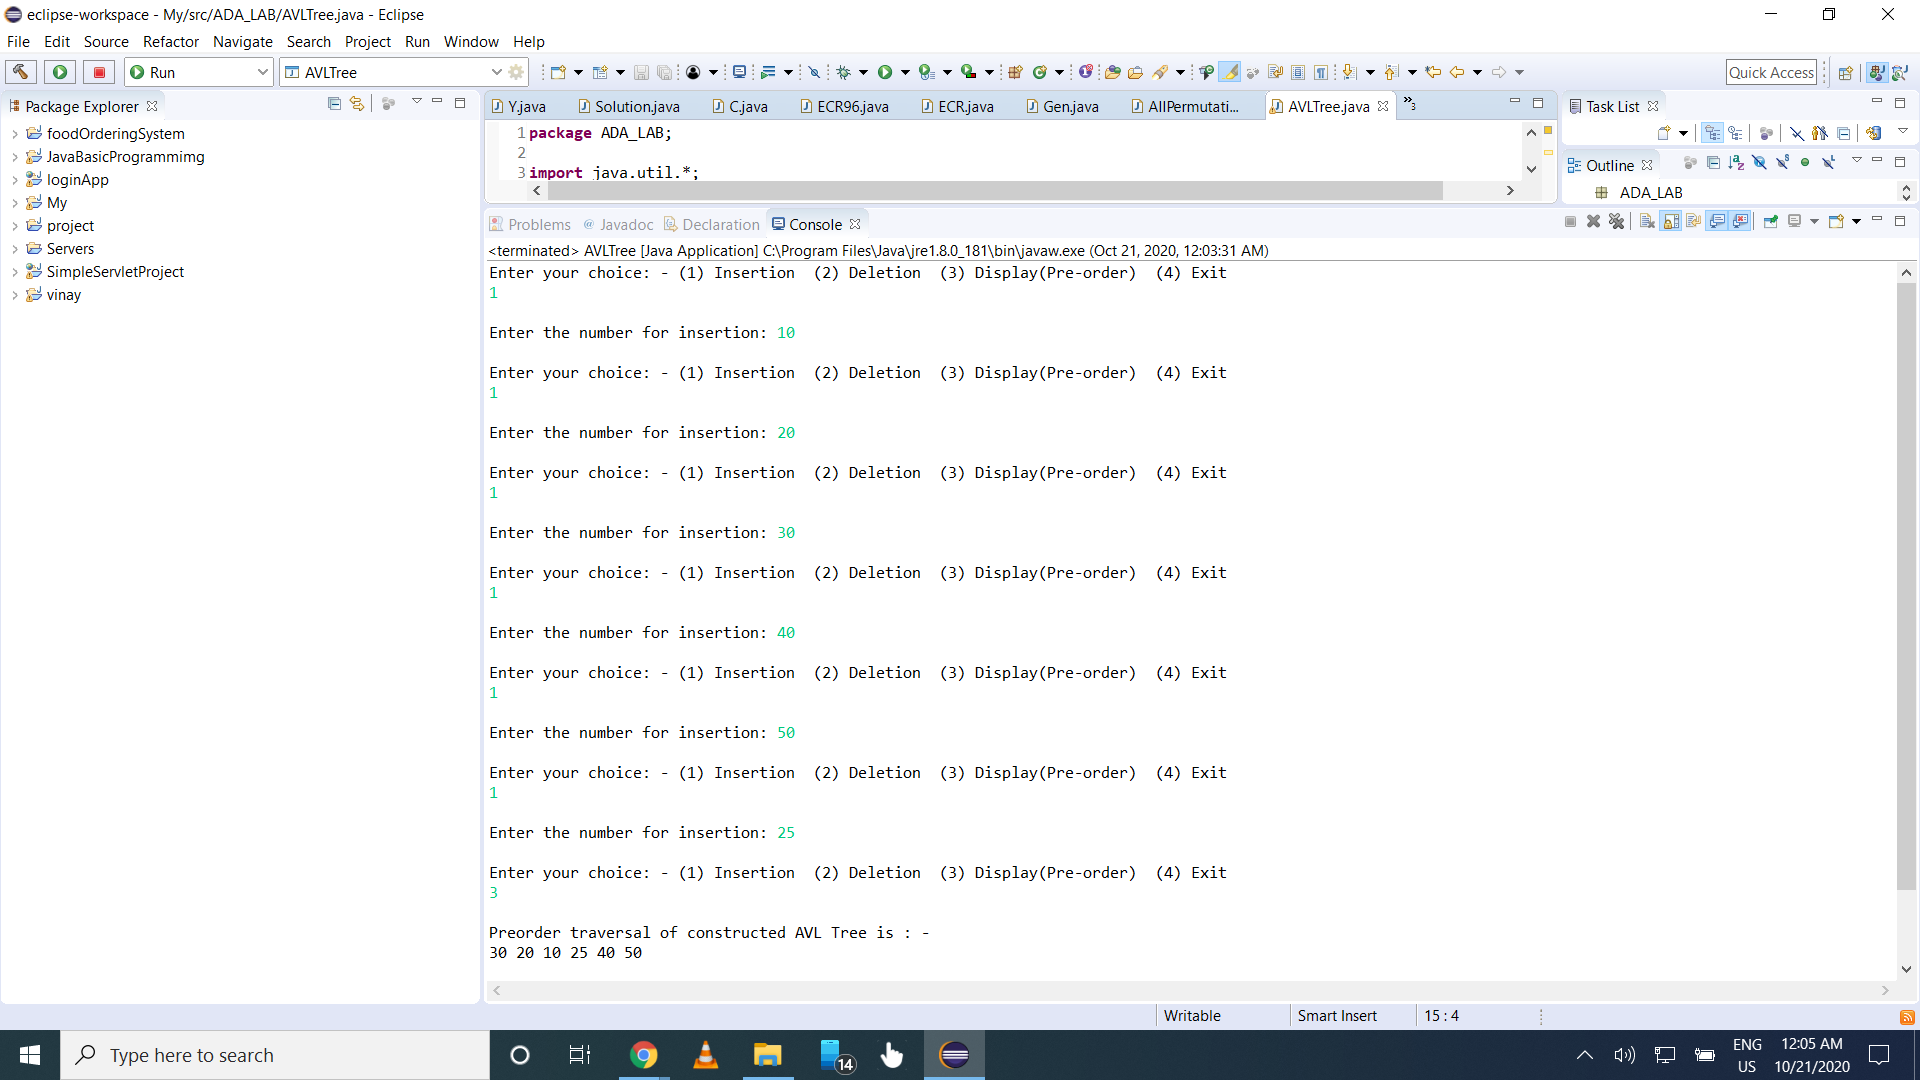 eclipse-workspace - My/src/ADA_LAB/AVLTree.java - Eclipse
File Edit Source Refactor Navigate Search Project Run Window Help
Run AVLTree Quick Access
Package Explorer
foodOrderingSystem
JavaBasicProgrammimg
loginApp
My
project
Servers
SimpleServletProject
vinay
Y.java Solution.java C.java ECR96.java ECR.java Gen.java AllPermutati... AVLTree.java »3
1 package ADA_LAB;
2
3 import java.util.*;
Task List
Outline
ADA_LAB
Problems @ Javadoc Declaration Console
<terminated> AVLTree [Java Application] C:\Program Files\Java\jre1.8.0_181\bin\javaw.exe (Oct 21, 2020, 12:03:31 AM)
Enter your choice: - (1) Insertion (2) Deletion (3) Display(Pre-order) (4) Exit
1
Enter the number for insertion: 10
Enter your choice: - (1) Insertion (2) Deletion (3) Display(Pre-order) (4) Exit
1
Enter the number for insertion: 20
Enter your choice: - (1) Insertion (2) Deletion (3) Display(Pre-order) (4) Exit
1
Enter the number for insertion: 30
Enter your choice: - (1) Insertion (2) Deletion (3) Display(Pre-order) (4) Exit
1
Enter the number for insertion: 40
Enter your choice: - (1) Insertion (2) Deletion (3) Display(Pre-order) (4) Exit
1
Enter the number for insertion: 50
Enter your choice: - (1) Insertion (2) Deletion (3) Display(Pre-order) (4) Exit
1
Enter the number for insertion: 25
Enter your choice: - (1) Insertion (2) Deletion (3) Display(Pre-order) (4) Exit
3
Preorder traversal of constructed AVL Tree is : -
30 20 10 25 40 50
Writable Smart Insert 15 : 4
Type here to search
14
ENG
US
12:05 AM
10/21/2020